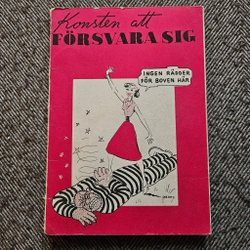 Konsten att
FÖRSVARA SIG
INGEN RÄDDER
FÖR BOVEN HÄR